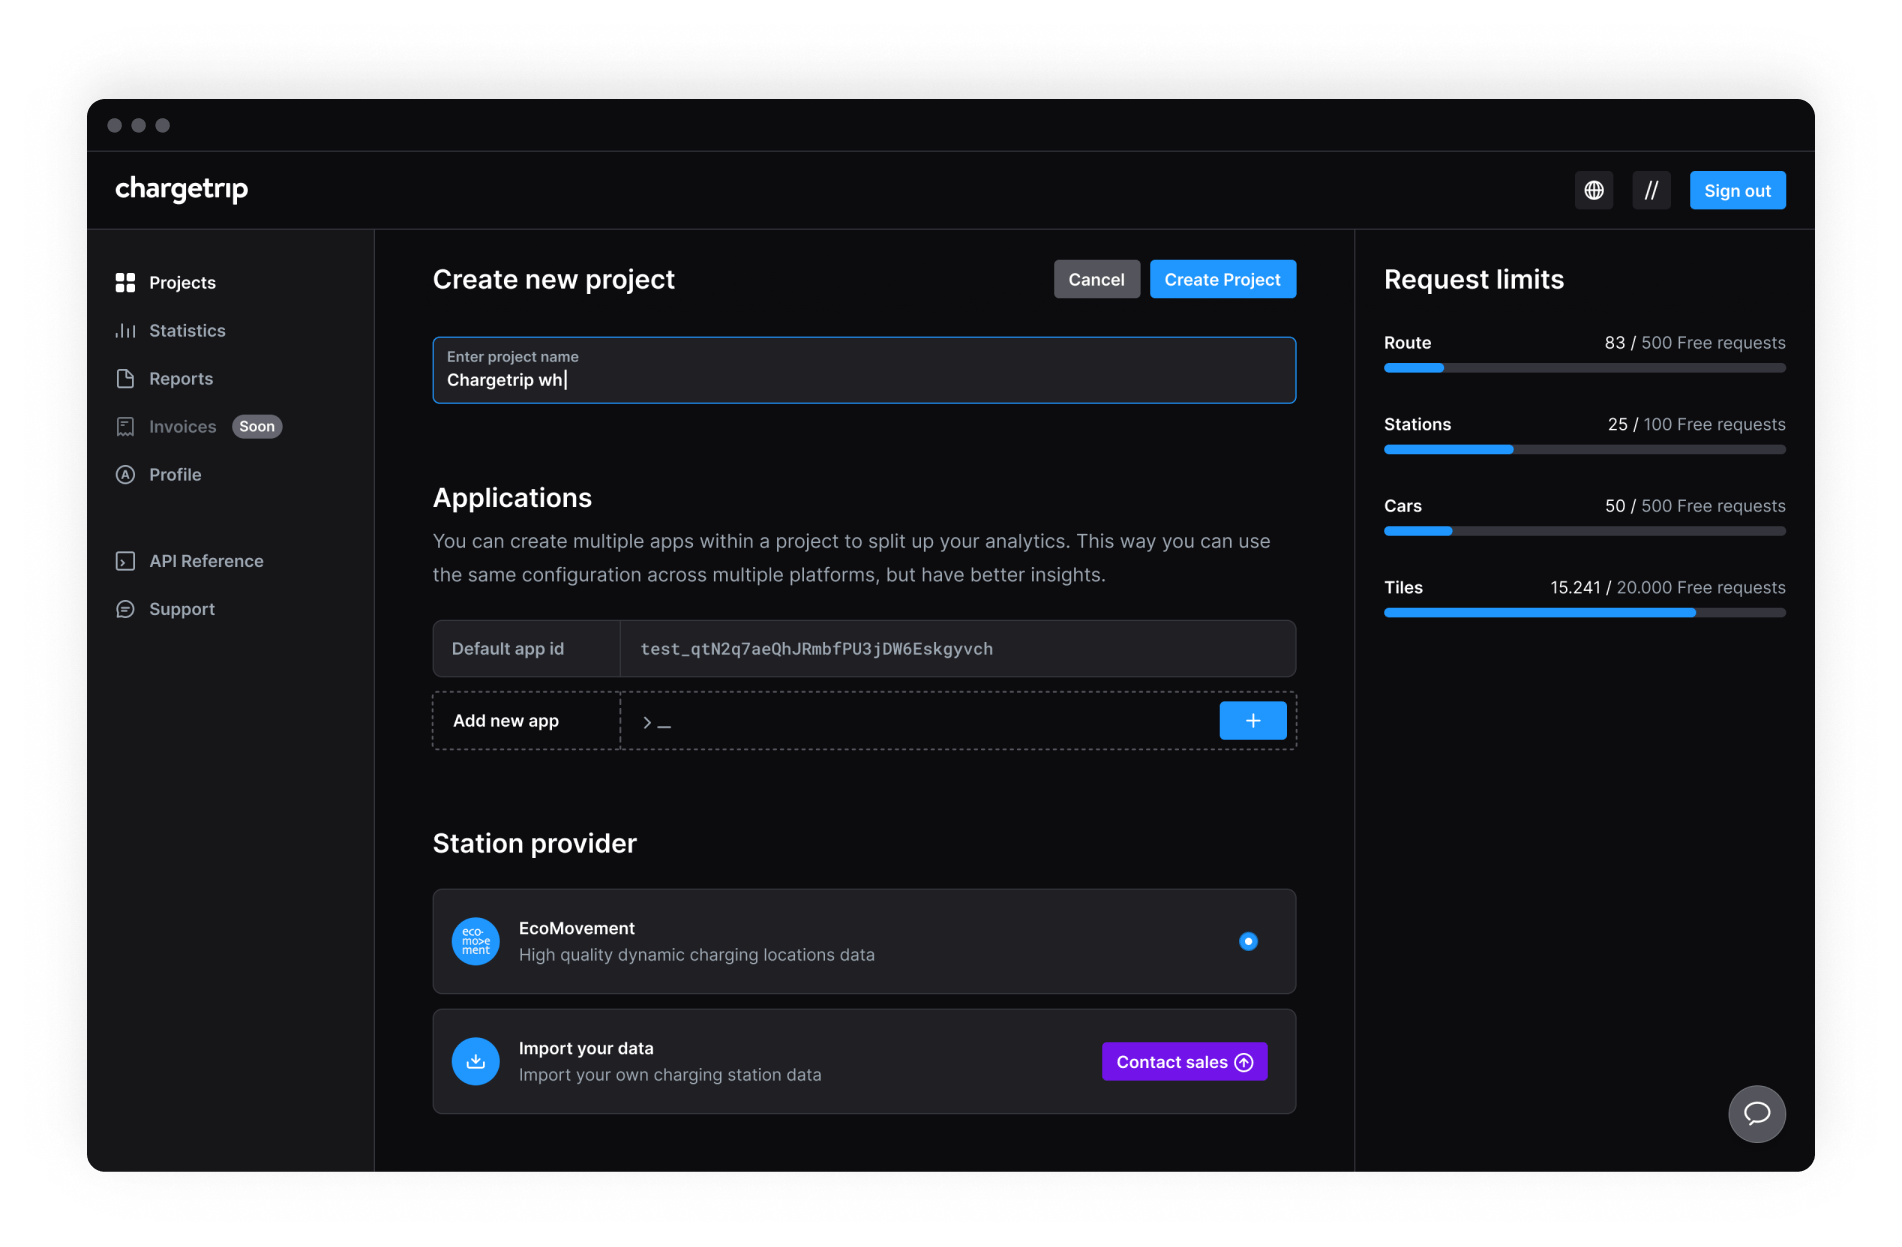 chargetrip
//
Sign out
Projects
Statistics
Reports
Invoices Soon
Profile
API Reference
Support
Create new project
Cancel
Create Project
Enter project name
Chargetrip wh
Applications
You can create multiple apps within a project to split up your analytics. This way you can use
the same configuration across multiple platforms, but have better insights.
Default app id
test_qtN2q7aeQhJRmbfPU3jDW6Eskgyvch
Add new app
>_
+
Station provider
eco-
mo>e
ment
EcoMovement
High quality dynamic charging locations data
Import your data
Import your own charging station data
Contact sales
Request limits
Route 83 / 500 Free requests
Stations 25 / 100 Free requests
Cars 50 / 500 Free requests
Tiles 15.241 / 20.000 Free requests